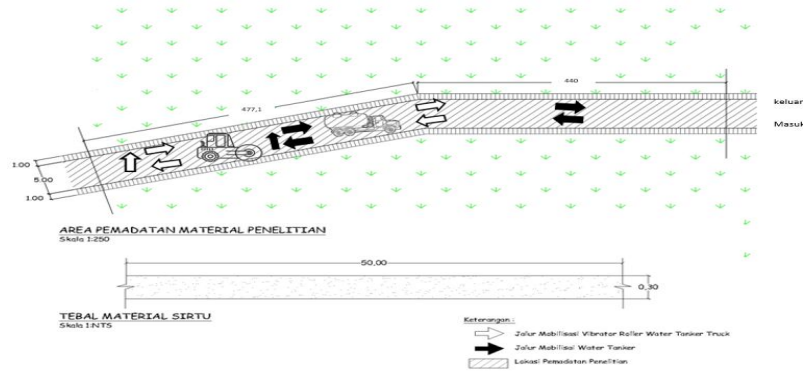 440
477,1
keluar
Masuk
1.00
5.00
1.00
AREA PEMADATAN MATERIAL PENELITIAN
Skala 1:250
50,00
0,30
TEBAL MATERIAL SIRTU
Skala 1:NTS
Keterangan :
Jalur Mobilisasi Vibrator Roller Water Tanker Truck
Jalur Mobilisai Water Tanker
Lokasi Pemadatan Penelitian